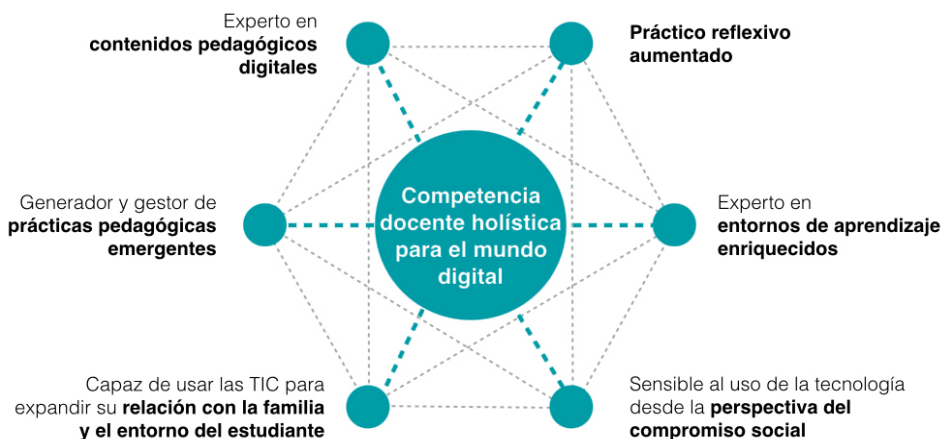 Experto en
contenidos pedagógicos
digitales
Práctico reflexivo
aumentado
Generador y gestor de
prácticas pedagógicas
emergentes
Competencia
docente holística
para el mundo
digital
Experto en
entornos de aprendizaje
enriquecidos
Capaz de usar las TIC para
expandir su relación con la familia
y el entorno del estudiante
Sensible al uso de la tecnología
desde la perspectiva del
compromiso social